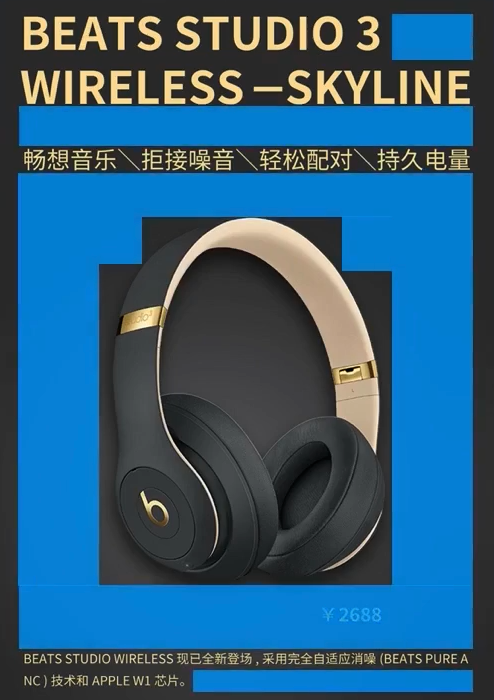 BEATS STUDIO 3
WIRELESS —SKYLINE
畅想音乐＼拒接噪音＼轻松配对＼持久电量
￥2688
BEATS STUDIO WIRELESS 现已全新登场 , 采用完全自适应消噪 (BEATS PURE A
NC ) 技术和 APPLE W1 芯片。